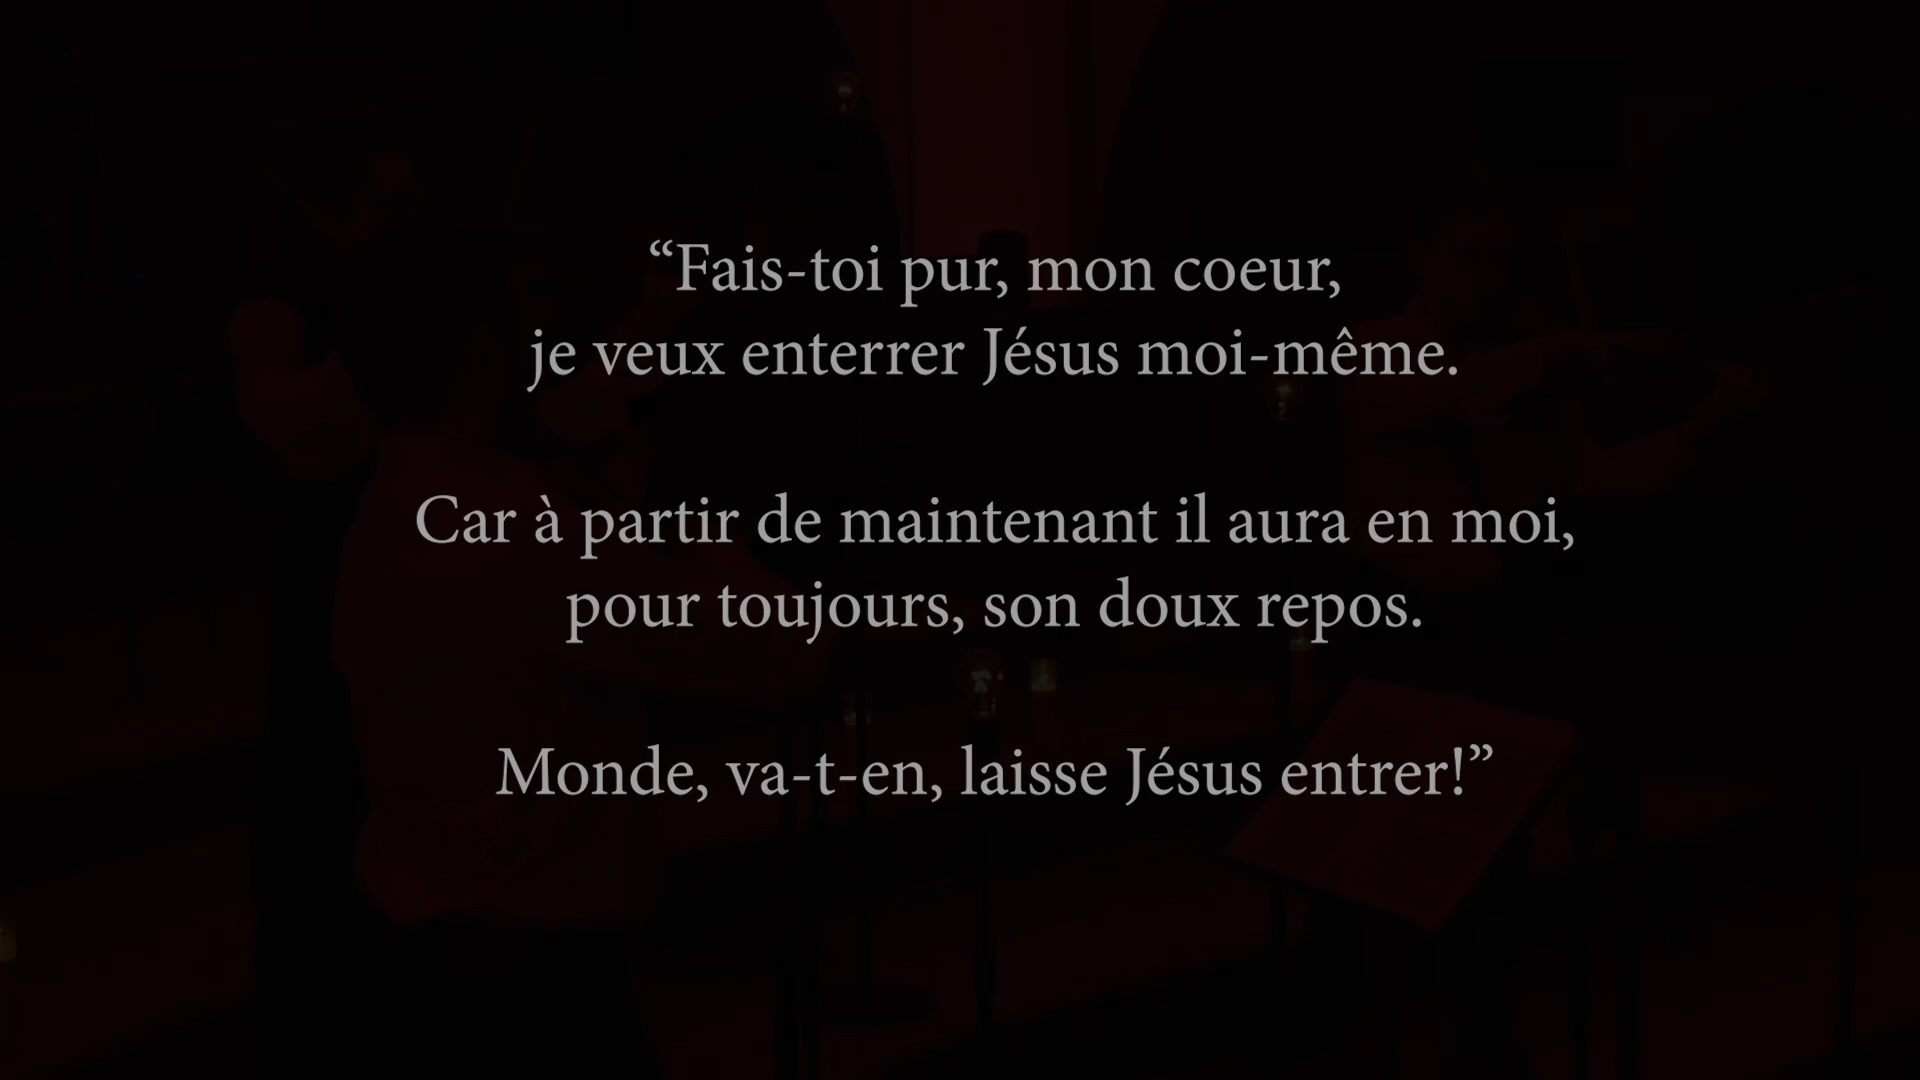 “Fais-toi pur, mon coeur,
je veux enterrer Jésus moi-même.
Car à partir de maintenant il aura en moi,
pour toujours, son doux repos.
Monde, va-t-en, laisse Jésus entrer!”